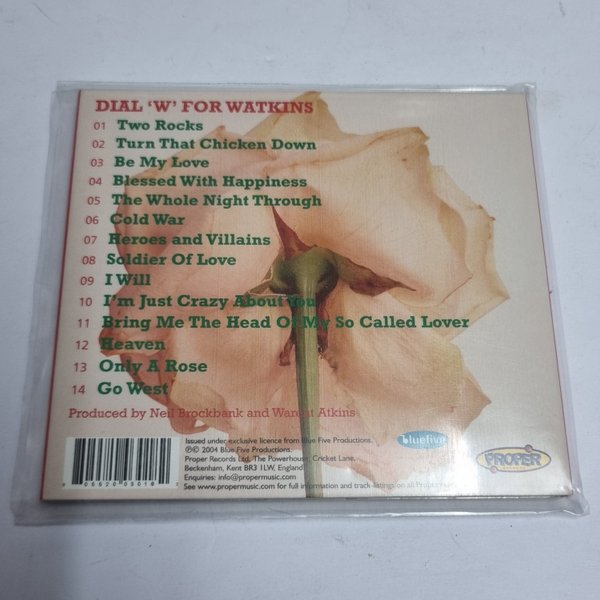 DIAL 'W' FOR WATKINS
01 Two Rocks
02 Turn That Chicken Down
03 Be My Love
04 Blessed With Happiness
05 The Whole Night Through
06 Cold War
07 Heroes and Villains
08 Soldier Of Love
09 I Will
10 I'm Just Crazy About You
11 Bring Me The Head Of My So Called Lover
12 Heaven
13 Only A Rose
14 Go West
Produced by Neil Brockbank and Atkins
Issued under exclusive licence from Blue Five Productions.
℗© 2004 Blue Five Productions.
Proper Records Ltd, The Powerhouse, Cricket Lane,
Beckenham, Kent BR3 1LW, England
Enquiries: info@propermusic.com
See www.propermusic.com for full information and track-listings on all
bluefive
PROPER